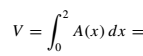 V = ∫₀² A(x) dx =